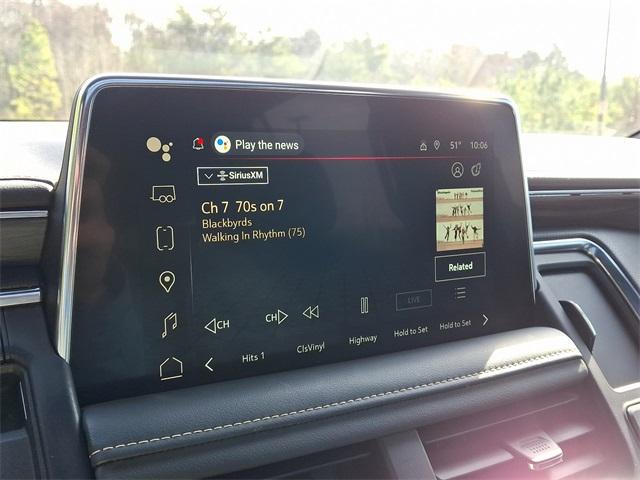 Play the news
51° 10:06
SiriusXM
Ch 7 70s on 7
Blackbyrds
Walking In Rhythm (75)
Related
CH CH LIVE
Hits 1 ClsVinyl Highway Hold to Set Hold to Set